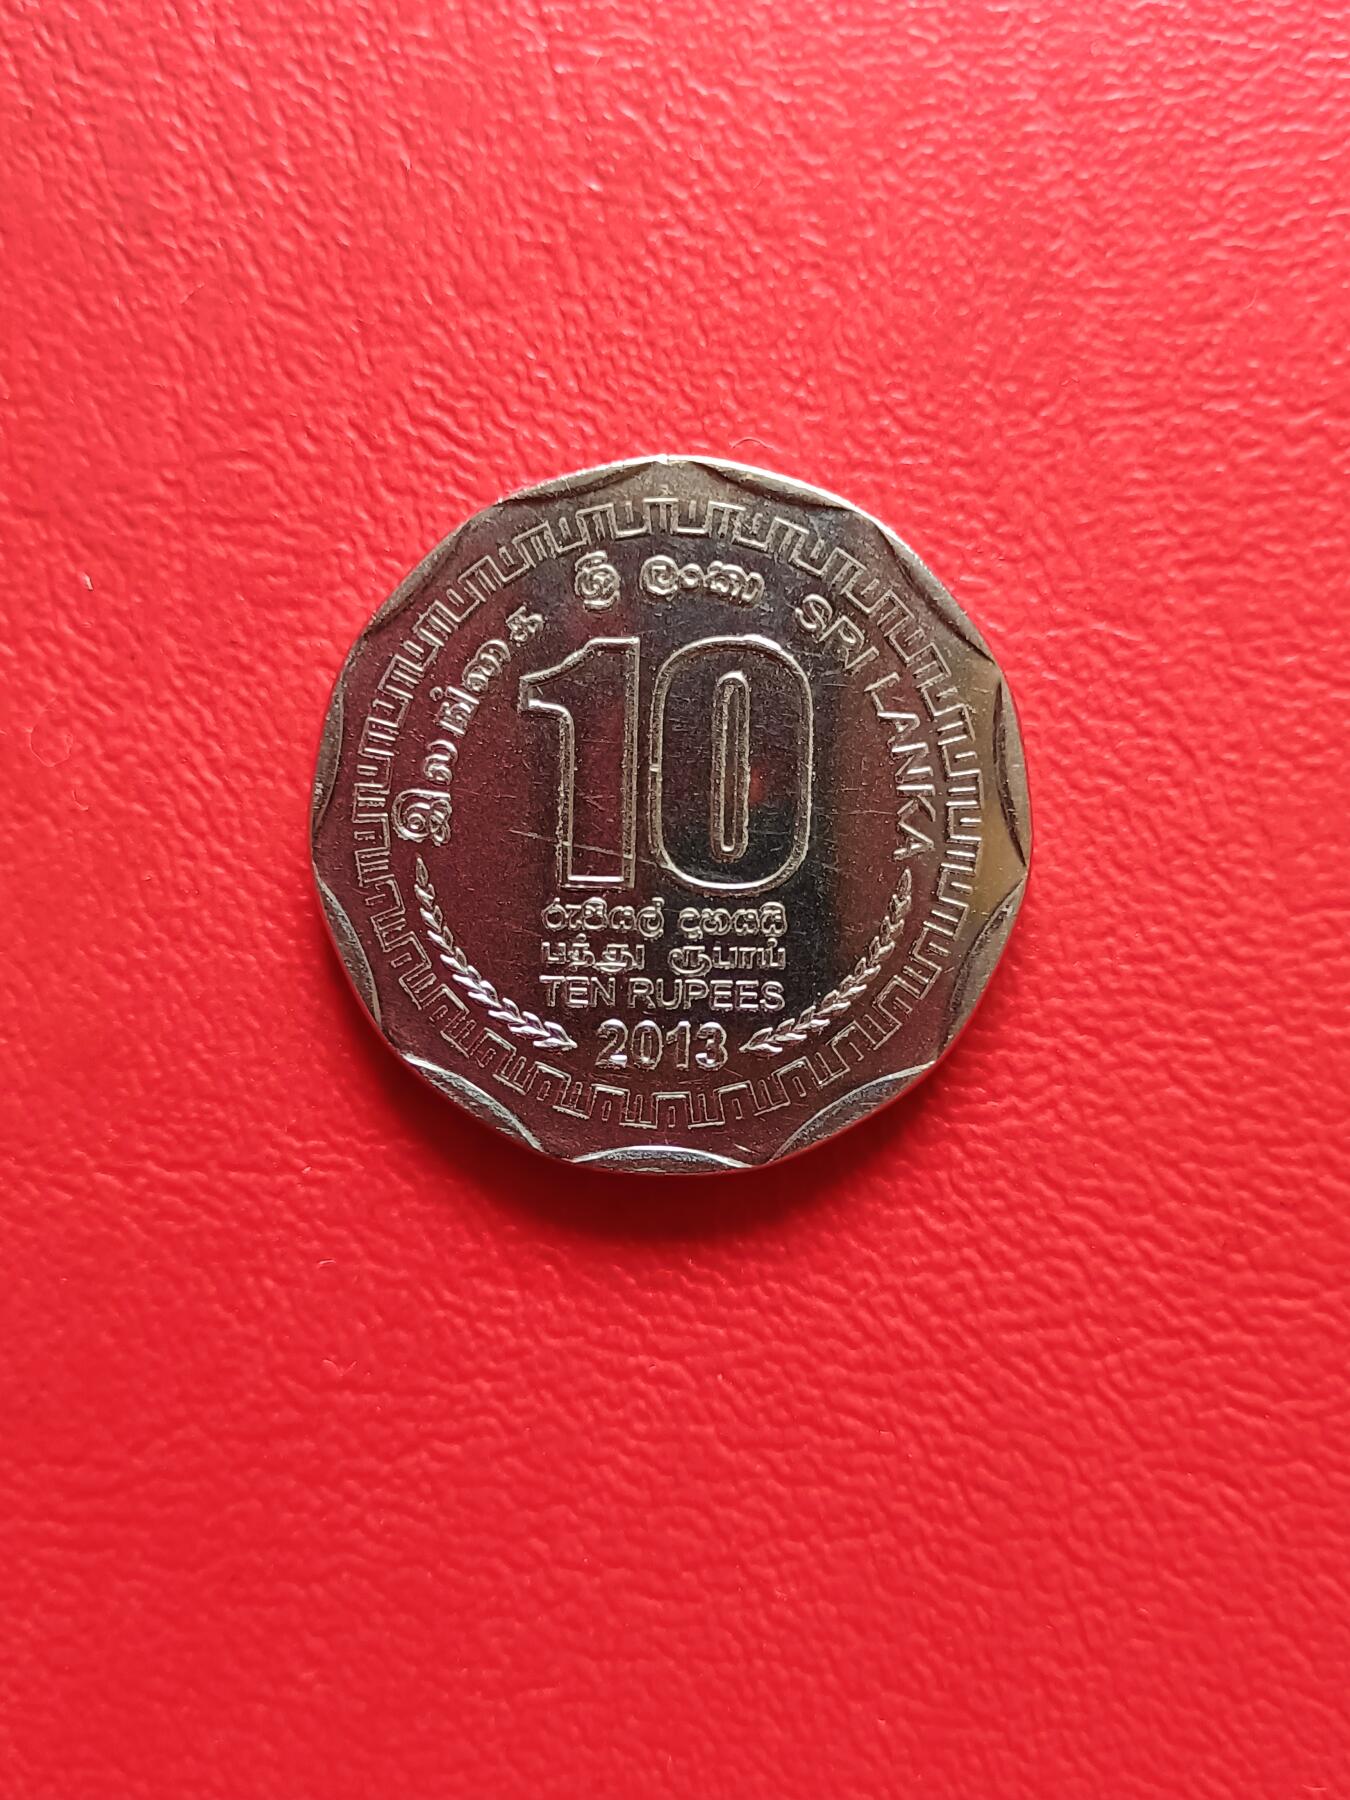 இலங்கை ශ්‍රී ලංකා SRI LANKA
10
රුපියල් දහයයි
பத்து ரூபாய்
TEN RUPEES
2013